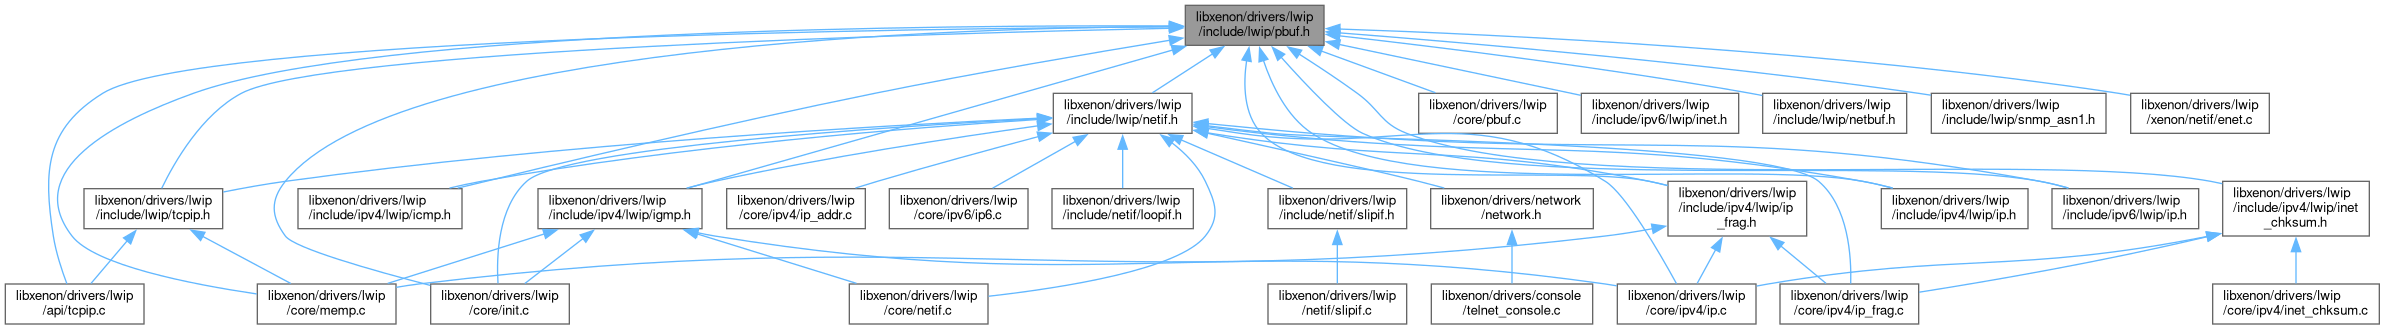 libxenon/drivers/lwip
/include/lwip/pbuf.h
libxenon/drivers/lwip
/include/lwip/netif.h
libxenon/drivers/lwip
/core/pbuf.c
libxenon/drivers/lwip
/include/ipv6/lwip/inet.h
libxenon/drivers/lwip
/include/lwip/netbuf.h
libxenon/drivers/lwip
/include/lwip/snmp_asn1.h
libxenon/drivers/lwip
/xenon/netif/enet.c
libxenon/drivers/lwip
/include/lwip/tcpip.h
libxenon/drivers/lwip
/include/ipv4/lwip/icmp.h
libxenon/drivers/lwip
/include/ipv4/lwip/igmp.h
libxenon/drivers/lwip
/core/ipv4/ip_addr.c
libxenon/drivers/lwip
/core/ipv6/ip6.c
libxenon/drivers/lwip
/include/netif/loopif.h
libxenon/drivers/lwip
/include/netif/slipif.h
libxenon/drivers/network
/network.h
libxenon/drivers/lwip
/include/ipv4/lwip/ip
_frag.h
libxenon/drivers/lwip
/include/ipv4/lwip/ip.h
libxenon/drivers/lwip
/include/ipv6/lwip/ip.h
libxenon/drivers/lwip
/include/ipv4/lwip/inet
_chksum.h
libxenon/drivers/lwip
/api/tcpip.c
libxenon/drivers/lwip
/core/memp.c
libxenon/drivers/lwip
/core/init.c
libxenon/drivers/lwip
/core/netif.c
libxenon/drivers/lwip
/netif/slipif.c
libxenon/drivers/console
/telnet_console.c
libxenon/drivers/lwip
/core/ipv4/ip.c
libxenon/drivers/lwip
/core/ipv4/ip_frag.c
libxenon/drivers/lwip
/core/ipv4/inet_chksum.c